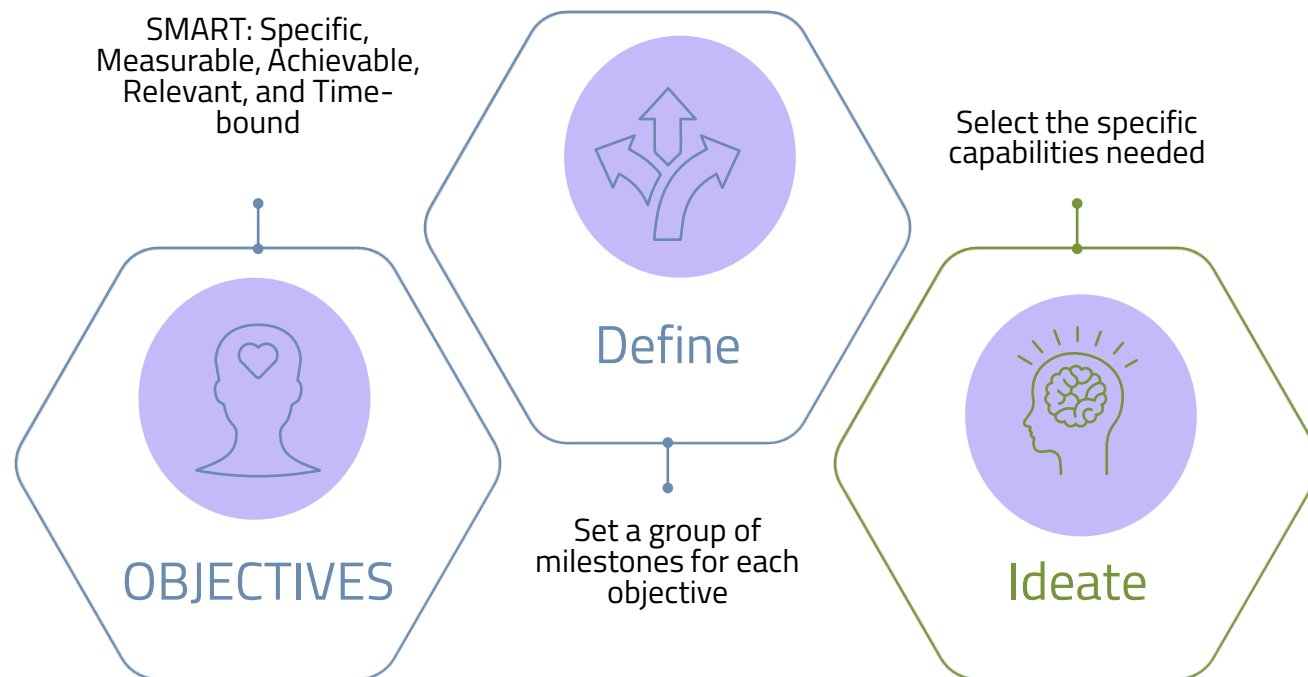 SMART: Specific,
Measurable, Achievable,
Relevant, and Time-
bound
OBJECTIVES
Define
Set a group of
milestones for each
objective
Select the specific
capabilities needed
Ideate